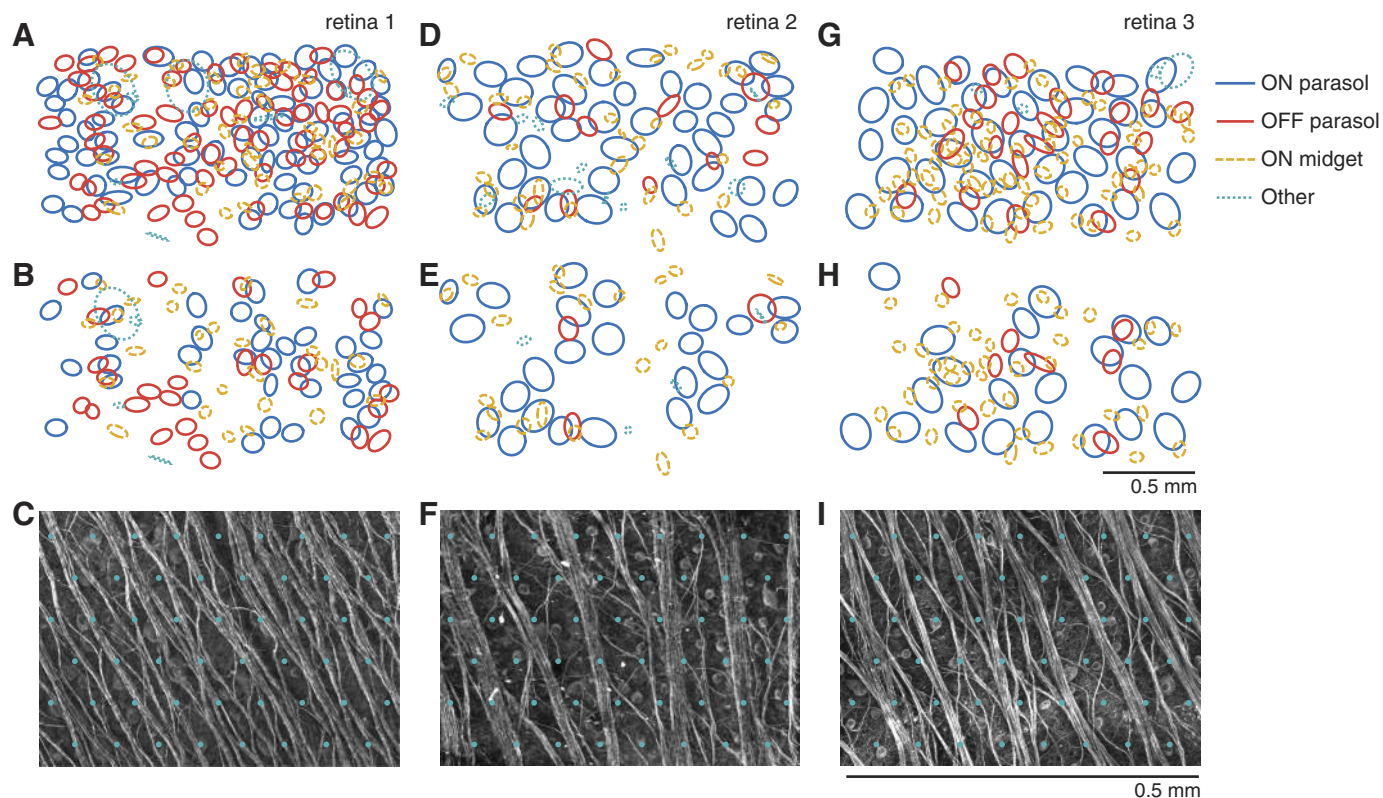 retina 1
retina 2
retina 3
A
D
G
ON parasol
OFF parasol
ON midget
Other
B
E
H
0.5 mm
C
F
I
0.5 mm